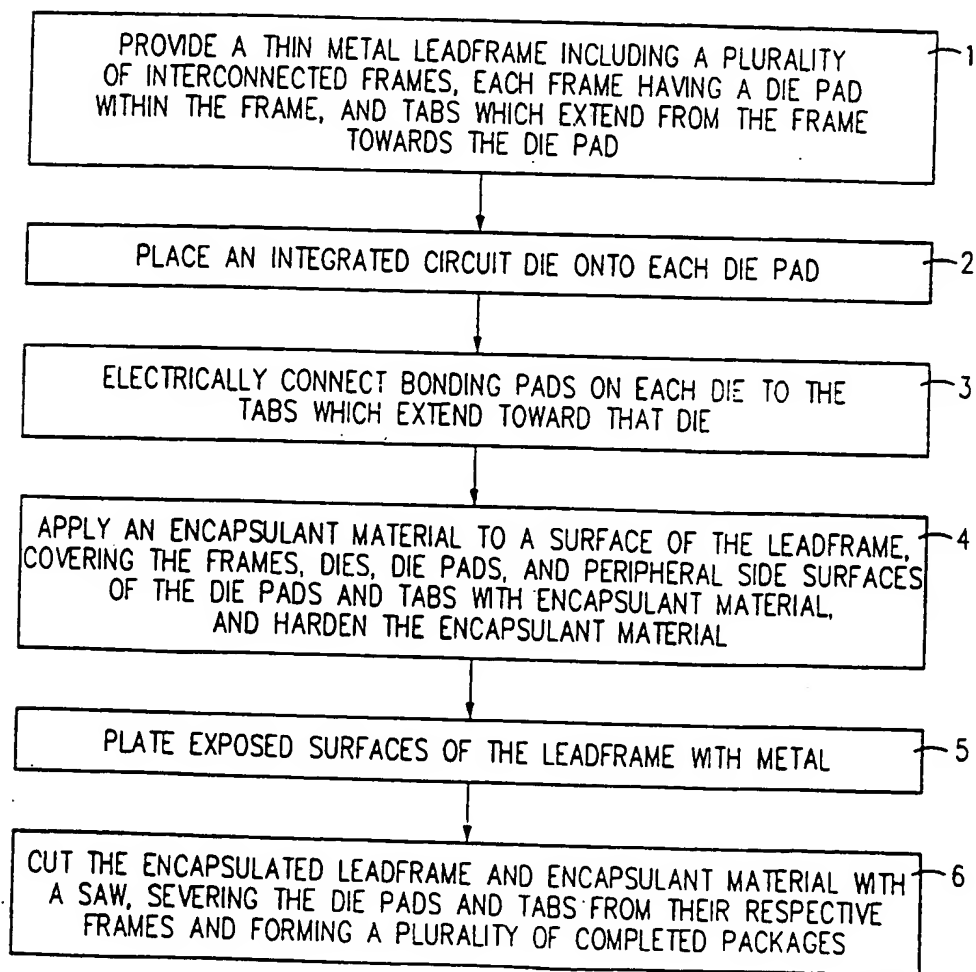 PROVIDE A THIN METAL LEADFRAME INCLUDING A PLURALITY
OF INTERCONNECTED FRAMES, EACH FRAME HAVING A DIE PAD
WITHIN THE FRAME, AND TABS WHICH EXTEND FROM THE FRAME
TOWARDS THE DIE PAD
1
PLACE AN INTEGRATED CIRCUIT DIE ONTO EACH DIE PAD
2
ELECTRICALLY CONNECT BONDING PADS ON EACH DIE TO THE
TABS WHICH EXTEND TOWARD THAT DIE
3
APPLY AN ENCAPSULANT MATERIAL TO A SURFACE OF THE LEADFRAME,
COVERING THE FRAMES, DIES, DIE PADS, AND PERIPHERAL SIDE SURFACES
OF THE DIE PADS AND TABS WITH ENCAPSULANT MATERIAL,
AND HARDEN THE ENCAPSULANT MATERIAL
4
PLATE EXPOSED SURFACES OF THE LEADFRAME WITH METAL
5
CUT THE ENCAPSULATED LEADFRAME AND ENCAPSULANT MATERIAL WITH
A SAW, SEVERING THE DIE PADS AND TABS FROM THEIR RESPECTIVE
FRAMES AND FORMING A PLURALITY OF COMPLETED PACKAGES
6